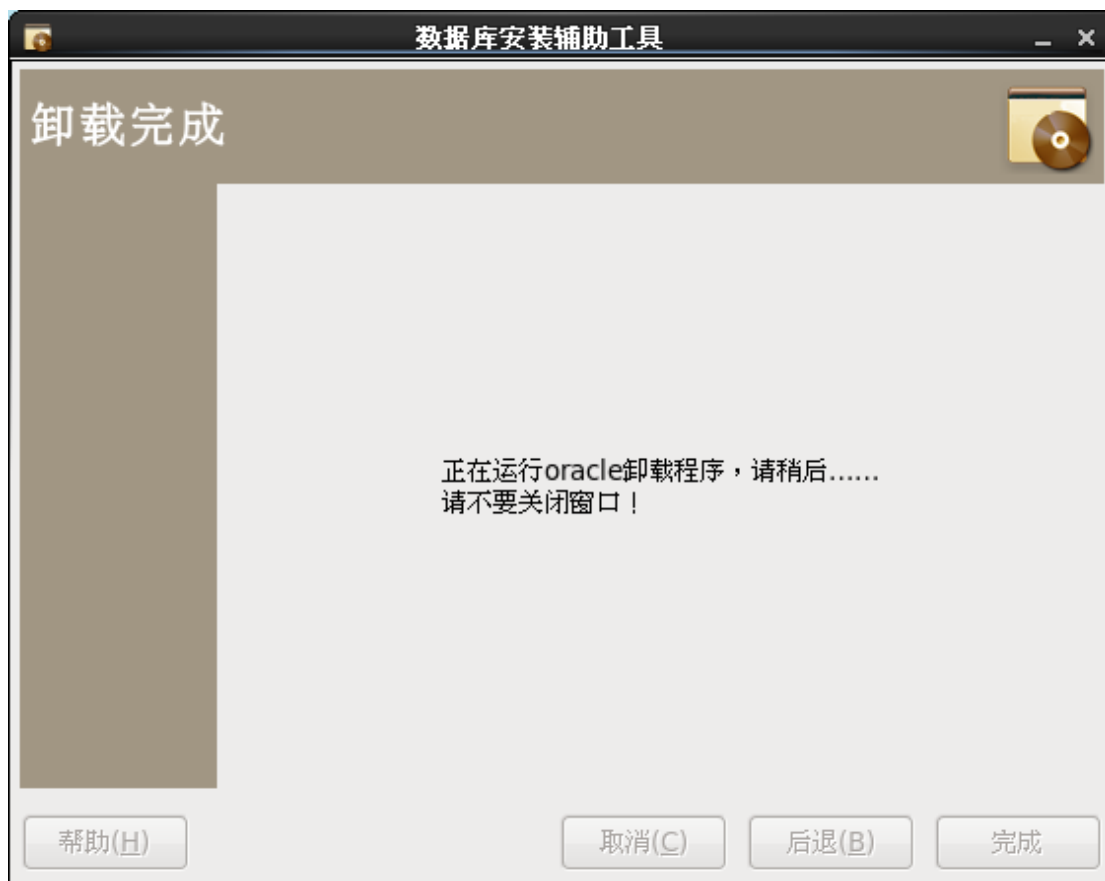 数据库安装辅助工具
卸载完成
正在运行oracle卸载程序，请稍后......
请不要关闭窗口！
帮助(H) 取消(C) 后退(B) 完成